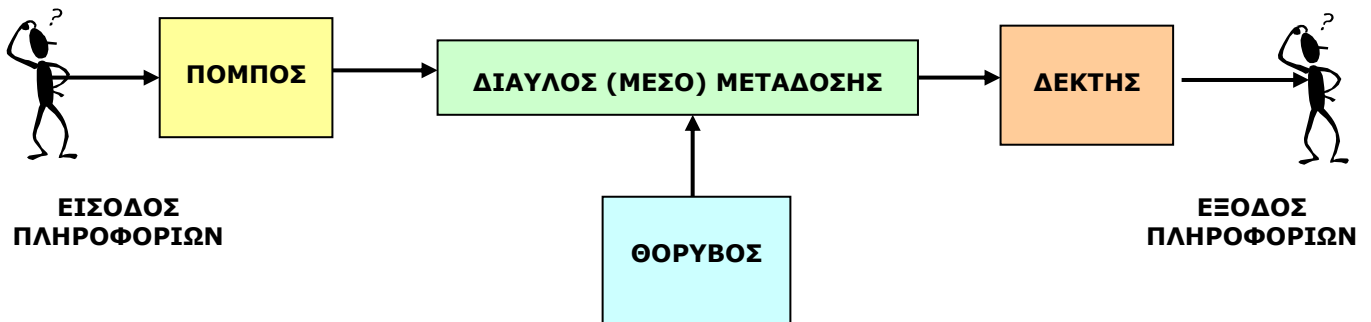 ?
?
ΠΟΜΠΟΣ
ΔΙΑΥΛΟΣ (ΜΕΣΟ) ΜΕΤΑΔΟΣΗΣ
ΔΕΚΤΗΣ
ΕΙΣΟΔΟΣ
ΠΛΗΡΟΦΟΡΙΩΝ
ΘΟΡΥΒΟΣ
ΕΞΟΔΟΣ
ΠΛΗΡΟΦΟΡΙΩΝ